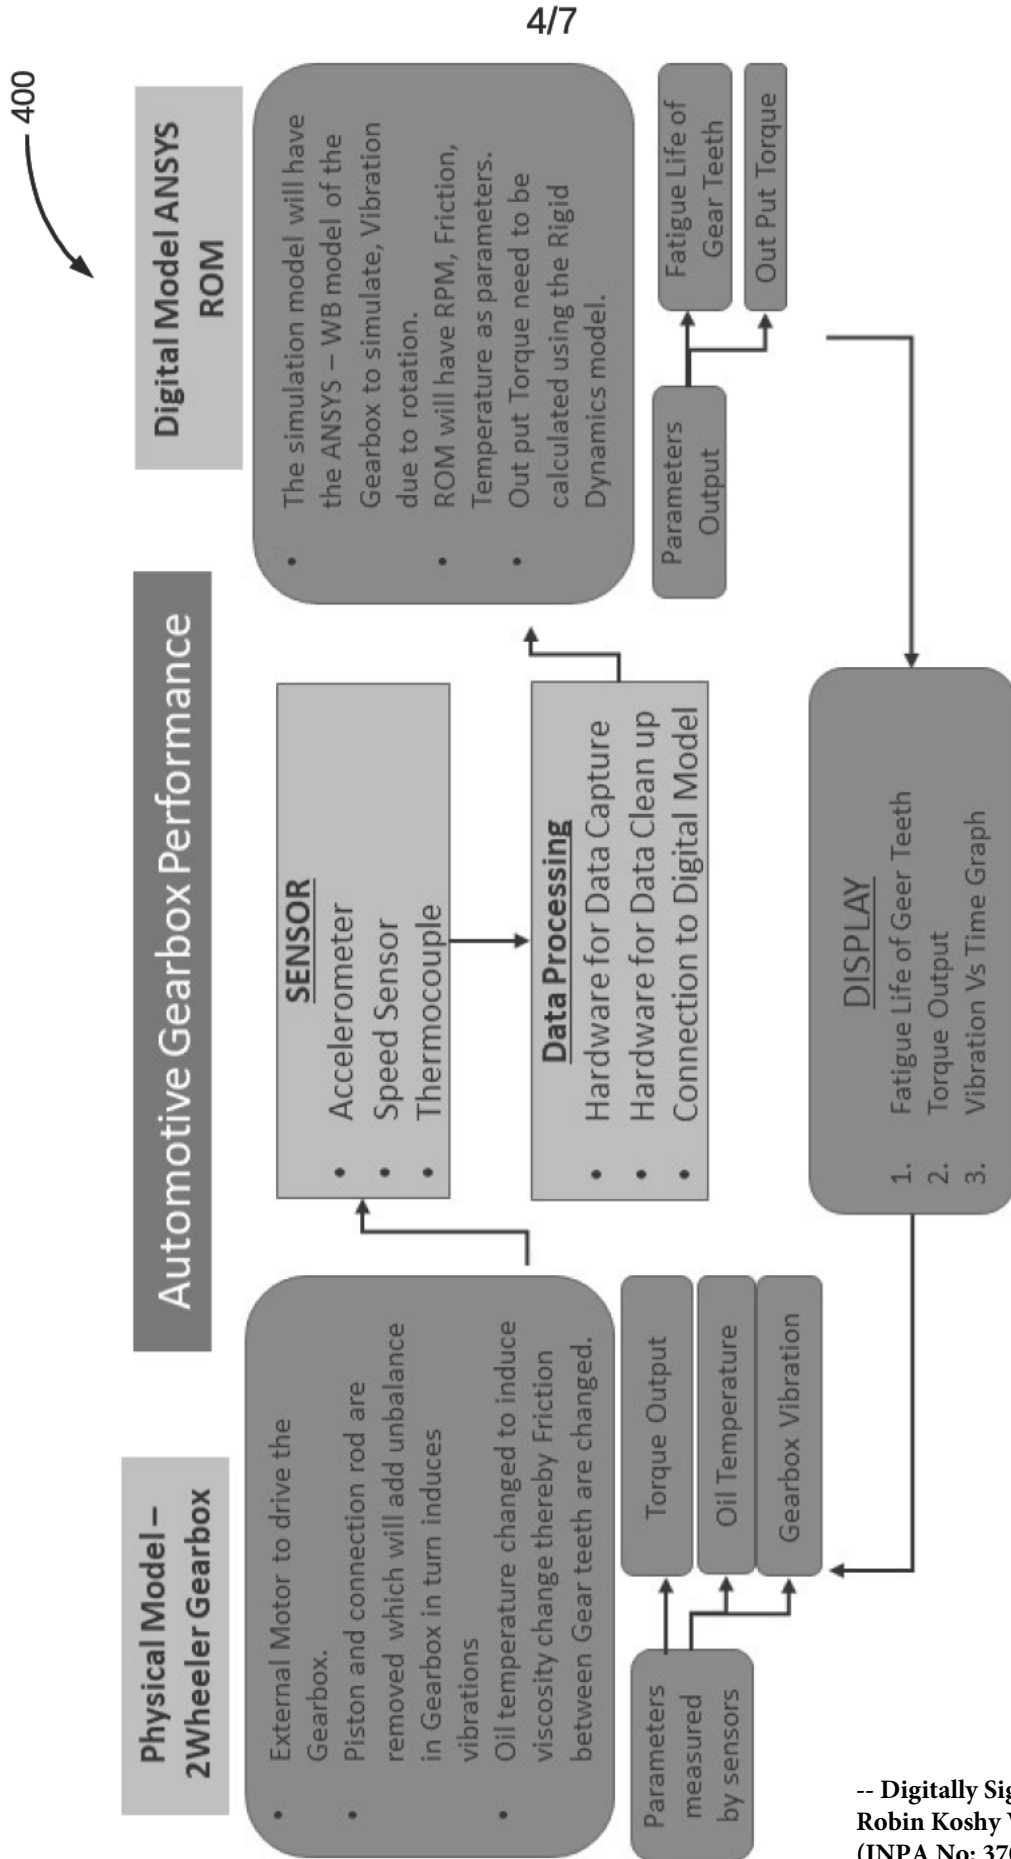 4/7
400
Automotive Gearbox Performance
Physical Model –
2Wheeler Gearbox
• External Motor to drive the
Gearbox.
• Piston and connection rod are
removed which will add unbalance
in Gearbox in turn induces
vibrations
• Oil temperature changed to induce
viscosity change thereby Friction
between Gear teeth are changed.
Parameters
measured
by sensors
Torque Output
Oil Temperature
Gearbox Vibration
SENSOR
• Accelerometer
• Speed Sensor
• Thermocouple
Data Processing
• Hardware for Data Capture
• Hardware for Data Clean up
• Connection to Digital Model
Digital Model ANSYS
ROM
• The simulation model will have
the ANSYS – WB model of the
Gearbox to simulate, Vibration
due to rotation.
• ROM will have RPM, Friction,
Temperature as parameters.
• Out put Torque need to be
calculated using the Rigid
Dynamics model.
Parameters
Output
Fatigue Life of
Gear Teeth
Out Put Torque
DISPLAY
1. Fatigue Life of Geer Teeth
2. Torque Output
3. Vibration Vs Time Graph
-- Digitally Sig
Robin Koshy
(INPA No: 37